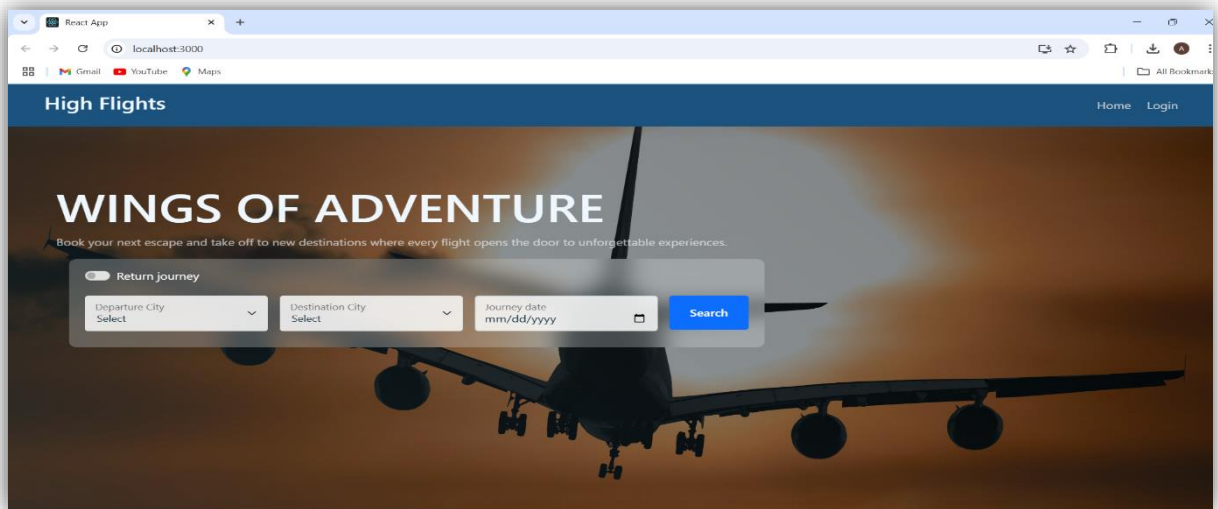 React App
localhost:3000
Gmail YouTube Maps All Bookmark
High Flights Home Login
WINGS OF ADVENTURE
Book your next escape and take off to new destinations where every flight opens the door to unforgettable experiences.
Return journey
Departure City Destination City Journey date
Select Select mm/dd/yyyy Search